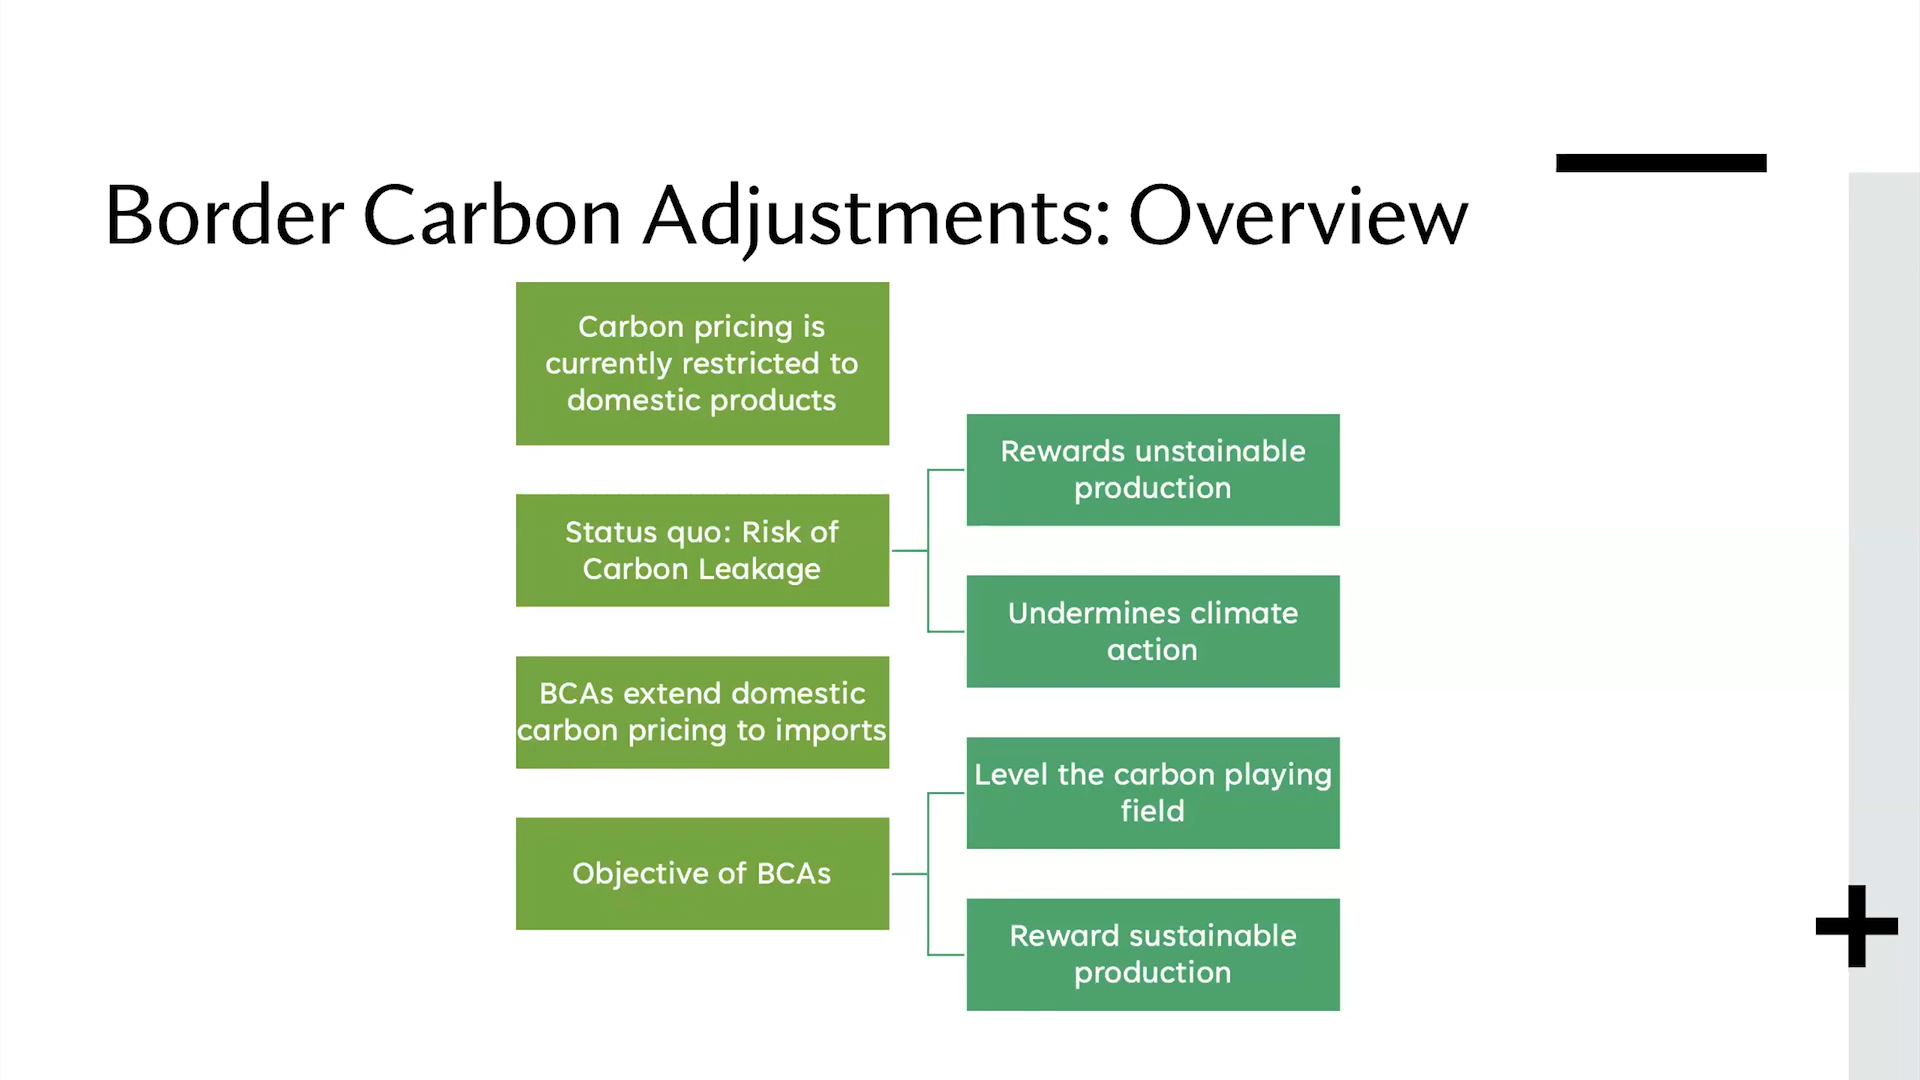 Border Carbon Adjustments: Overview
Carbon pricing is
currently restricted to
domestic products
Status quo: Risk of
Carbon Leakage
Rewards unstainable
production
Undermines climate
action
BCAs extend domestic
carbon pricing to imports
Objective of BCAs
Level the carbon playing
field
Reward sustainable
production